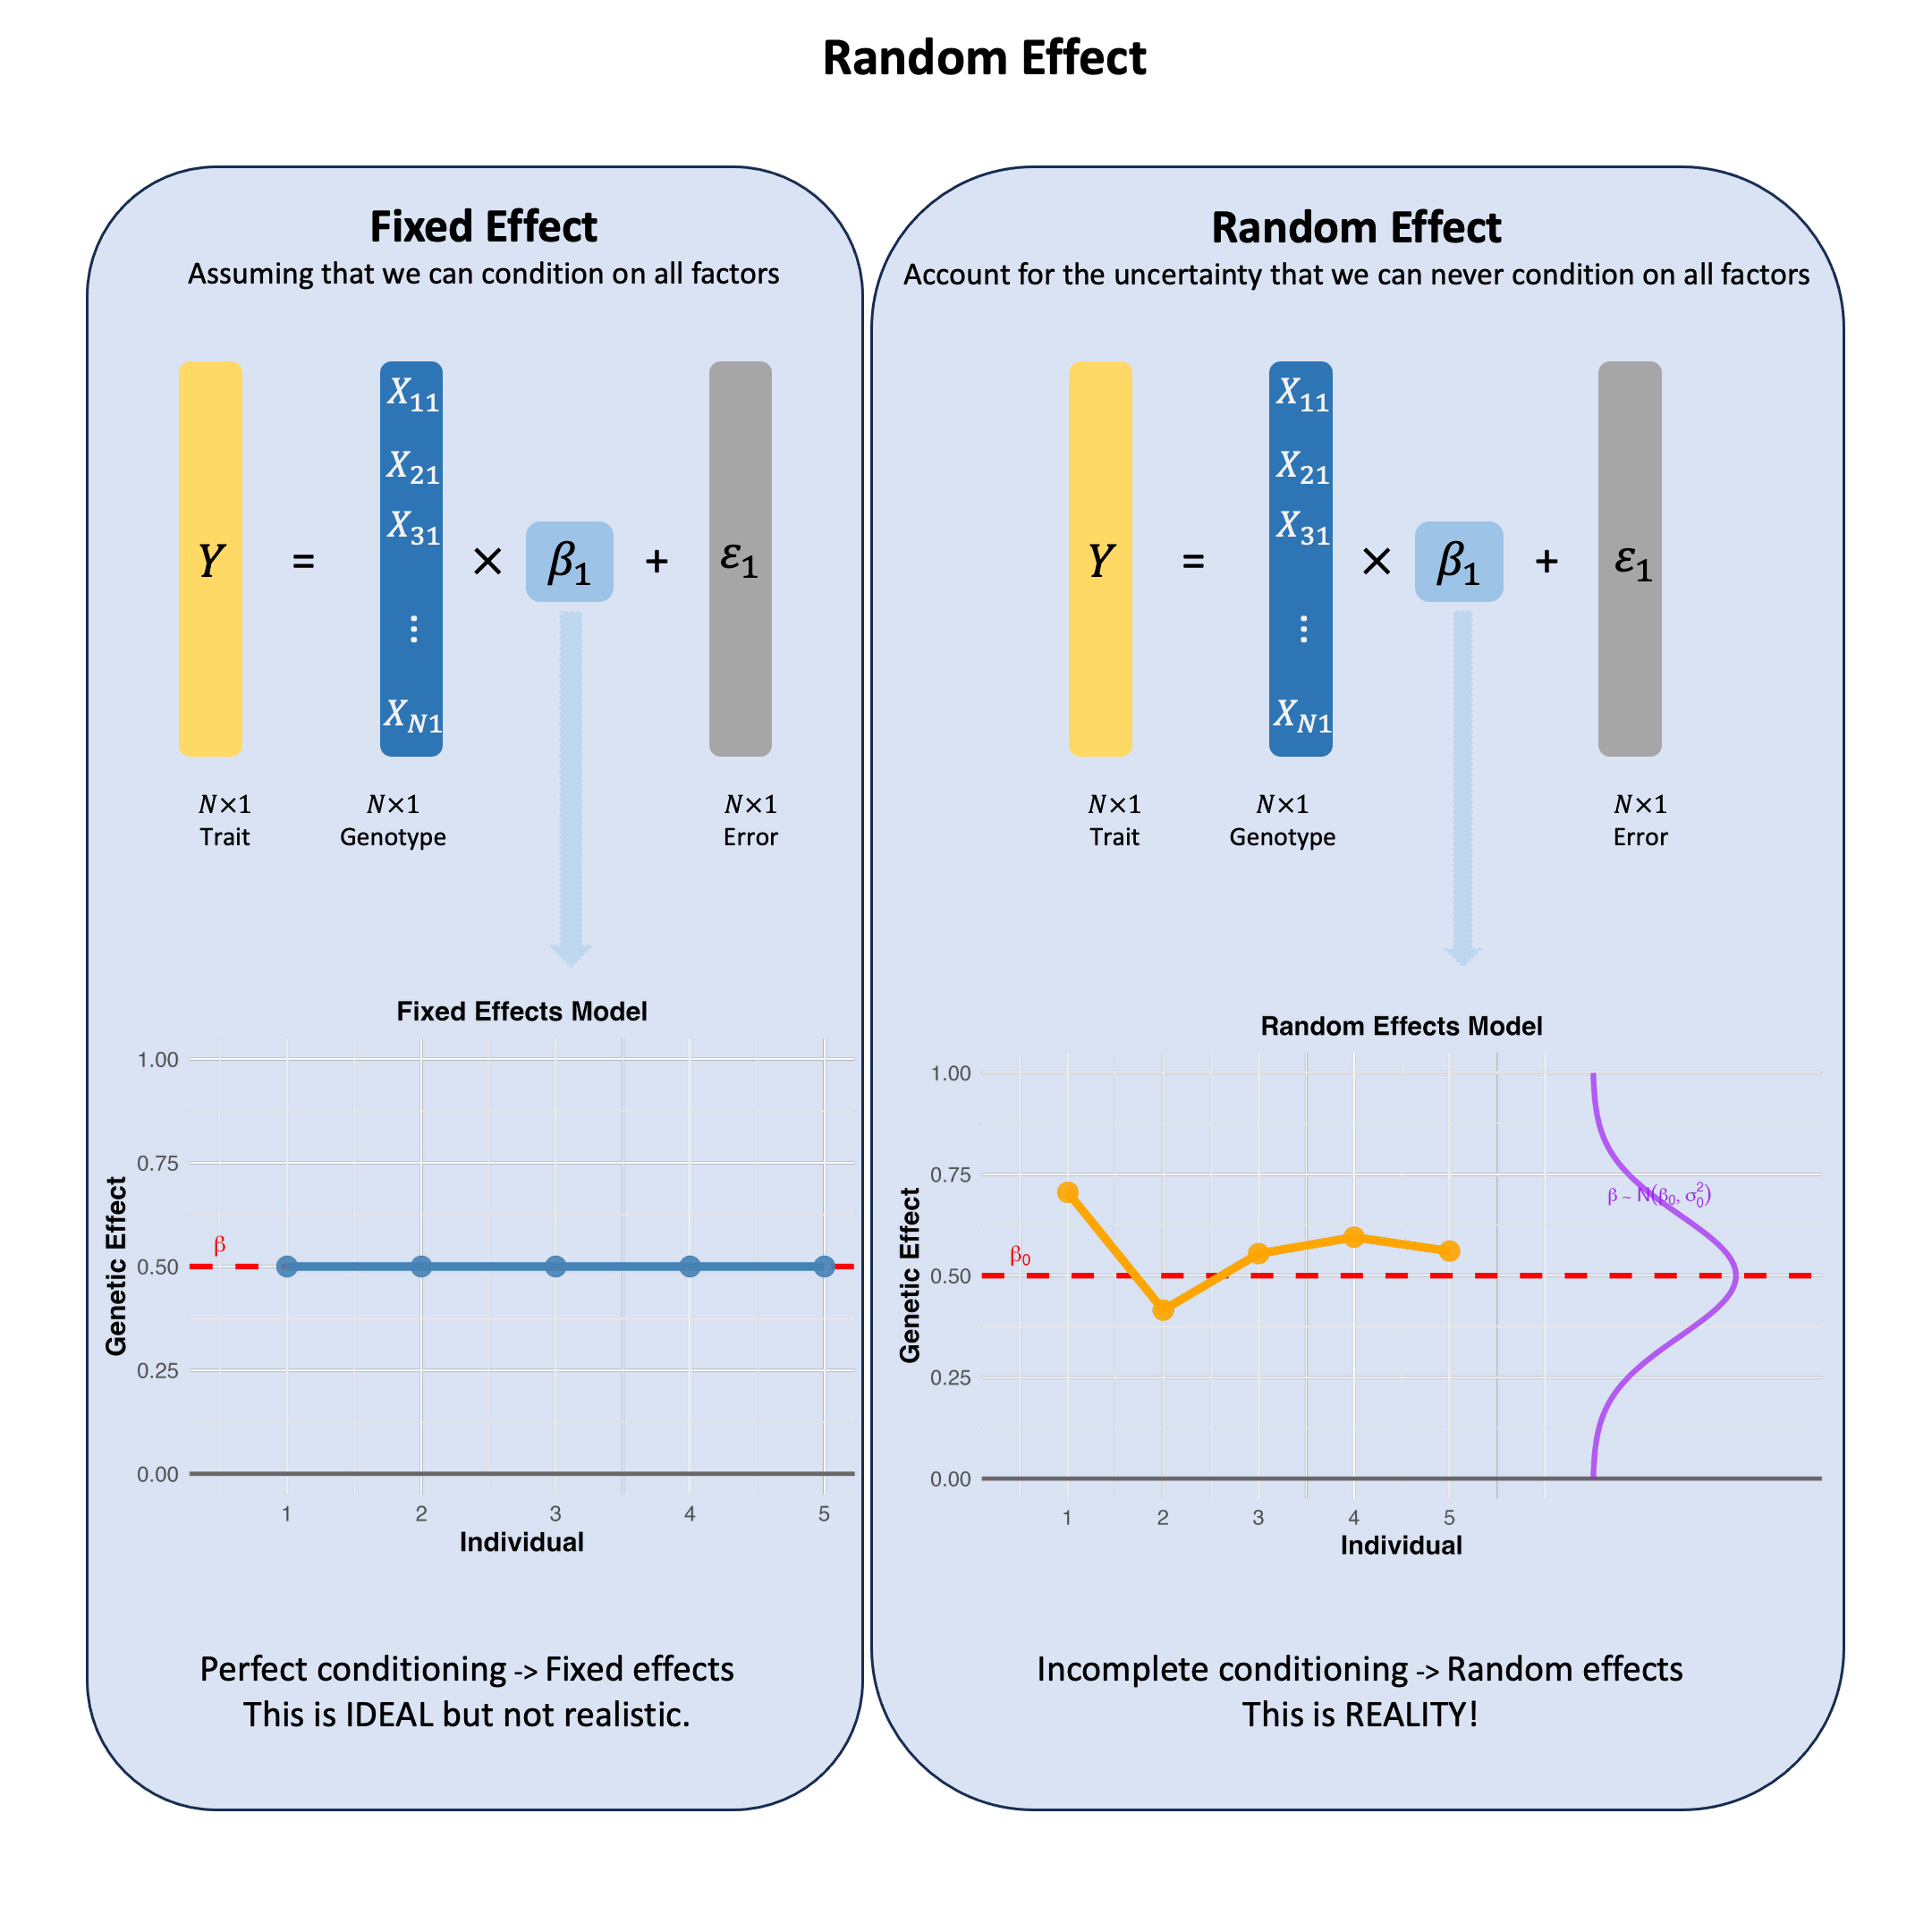 Random Effect
Fixed Effect
Assuming that we can condition on all factors
Y = X₁₁ × β₁ + ε₁
X₂₁
X₃₁
⋮
X_N1
N×1 N×1 N×1
Trait Genotype Error
Fixed Effects Model
1.00
0.75
β
0.50
0.25
0.00
Genetic Effect
1 2 3 4 5
Individual
Perfect conditioning -> Fixed effects
This is IDEAL but not realistic.
Random Effect
Account for the uncertainty that we can never condition on all factors
Y = X₁₁ × β₁ + ε₁
X₂₁
X₃₁
⋮
X_N1
N×1 N×1 N×1
Trait Genotype Error
Random Effects Model
1.00
0.75
β ~ N(β₀, σ₀²)
β₀
0.50
0.25
0.00
Genetic Effect
1 2 3 4 5
Individual
Incomplete conditioning -> Random effects
This is REALITY!